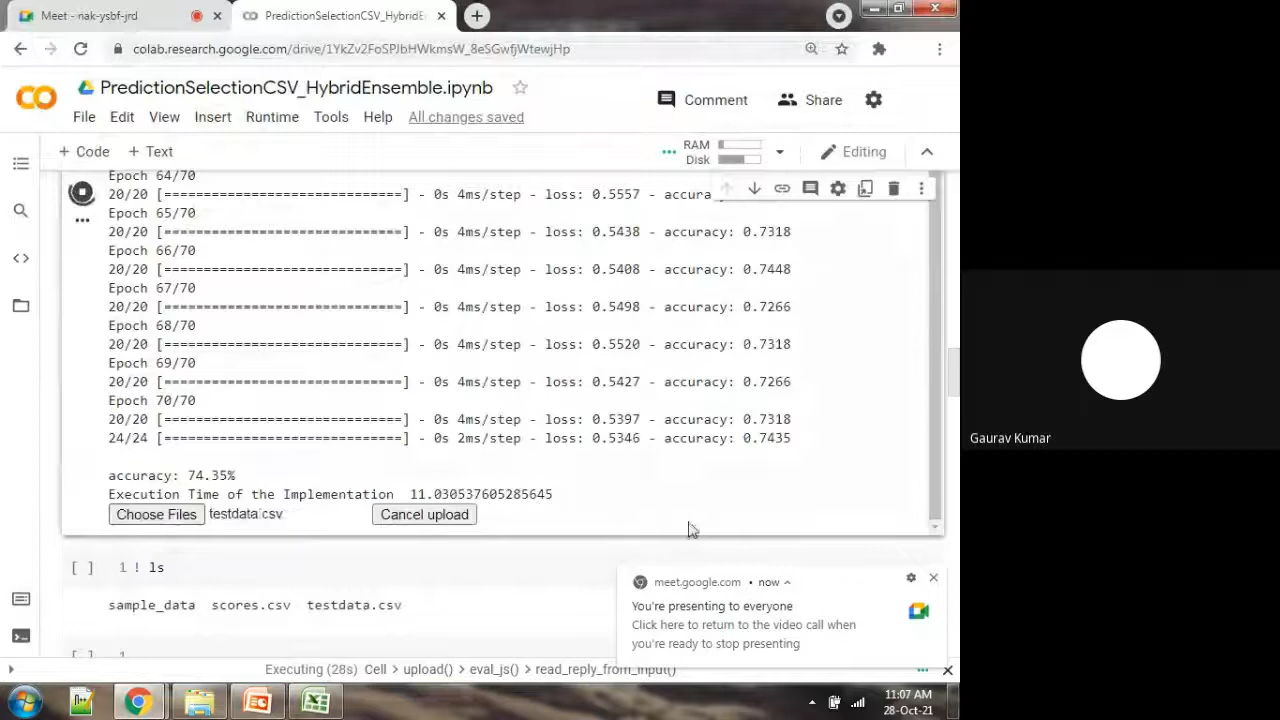 Meet - nak-ysbf-jrd
PredictionSelectionCSV_HybridEn
colab.research.google.com/drive/1YkZv2FoSPJbHWkmsW_8eSGwfjWtewjHp
PredictionSelectionCSV_HybridEnsemble.ipynb
Comment
Share
File Edit View Insert Runtime Tools Help All changes saved
+ Code + Text
RAM
Disk
Editing
Epoch 64/70
20/20 [==============================] - 0s 4ms/step - loss: 0.5557 - accura
Epoch 65/70
20/20 [==============================] - 0s 4ms/step - loss: 0.5438 - accuracy: 0.7318
Epoch 66/70
20/20 [==============================] - 0s 4ms/step - loss: 0.5408 - accuracy: 0.7448
Epoch 67/70
20/20 [==============================] - 0s 4ms/step - loss: 0.5498 - accuracy: 0.7266
Epoch 68/70
20/20 [==============================] - 0s 4ms/step - loss: 0.5520 - accuracy: 0.7318
Epoch 69/70
20/20 [==============================] - 0s 4ms/step - loss: 0.5427 - accuracy: 0.7266
Epoch 70/70
20/20 [==============================] - 0s 4ms/step - loss: 0.5397 - accuracy: 0.7318
24/24 [==============================] - 0s 2ms/step - loss: 0.5346 - accuracy: 0.7435
accuracy: 74.35%
Execution Time of the Implementation 11.030537605285645
Choose Files testdata.csv Cancel upload
[ ] 1 ! ls
sample_data scores.csv testdata.csv
[ ] 1
meet.google.com • now
You're presenting to everyone
Click here to return to the video call when
you're ready to stop presenting
Executing (28s) Cell > upload() > eval_js() > read_reply_from_input()
11:07 AM
28-Oct-21
Gaurav Kumar